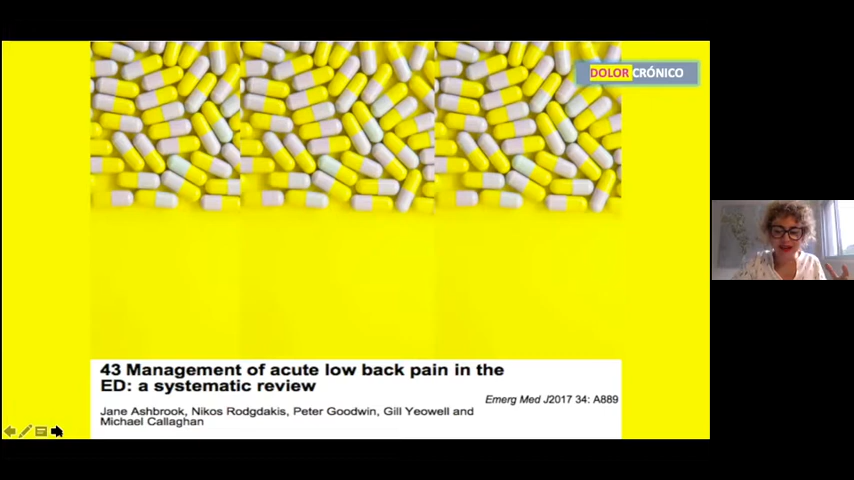 DOLOR CRÓNICO
43 Management of acute low back pain in the
ED: a systematic review
Emerg Med J2017 34: A889
Jane Ashbrook, Nikos Rodgdakis, Peter Goodwin, Gill Yeowell and
Michael Callaghan